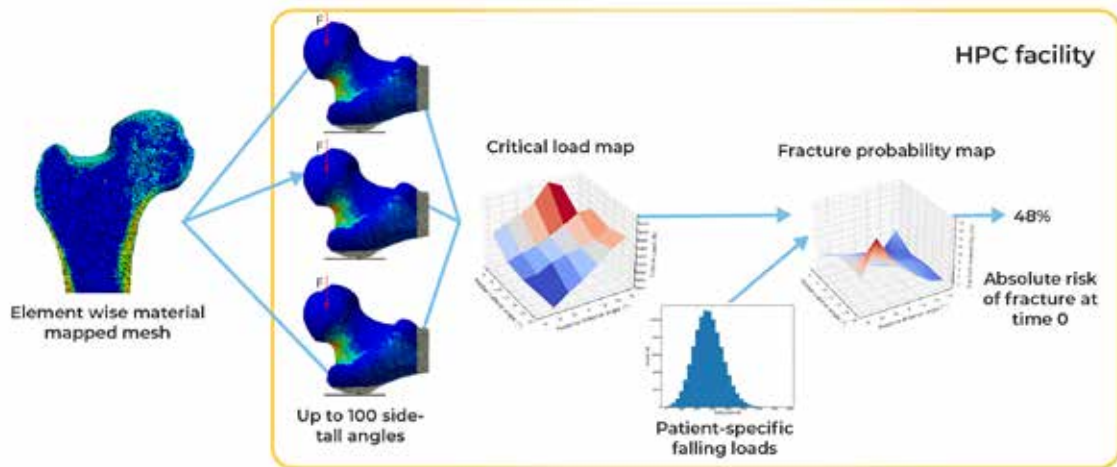 HPC facility
F
F
F
Element wise material
mapped mesh
Up to 100 side-
tall angles
Critical load map
Patient-specific
falling loads
Fracture probability map
48%
Absolute risk
of fracture at
time 0